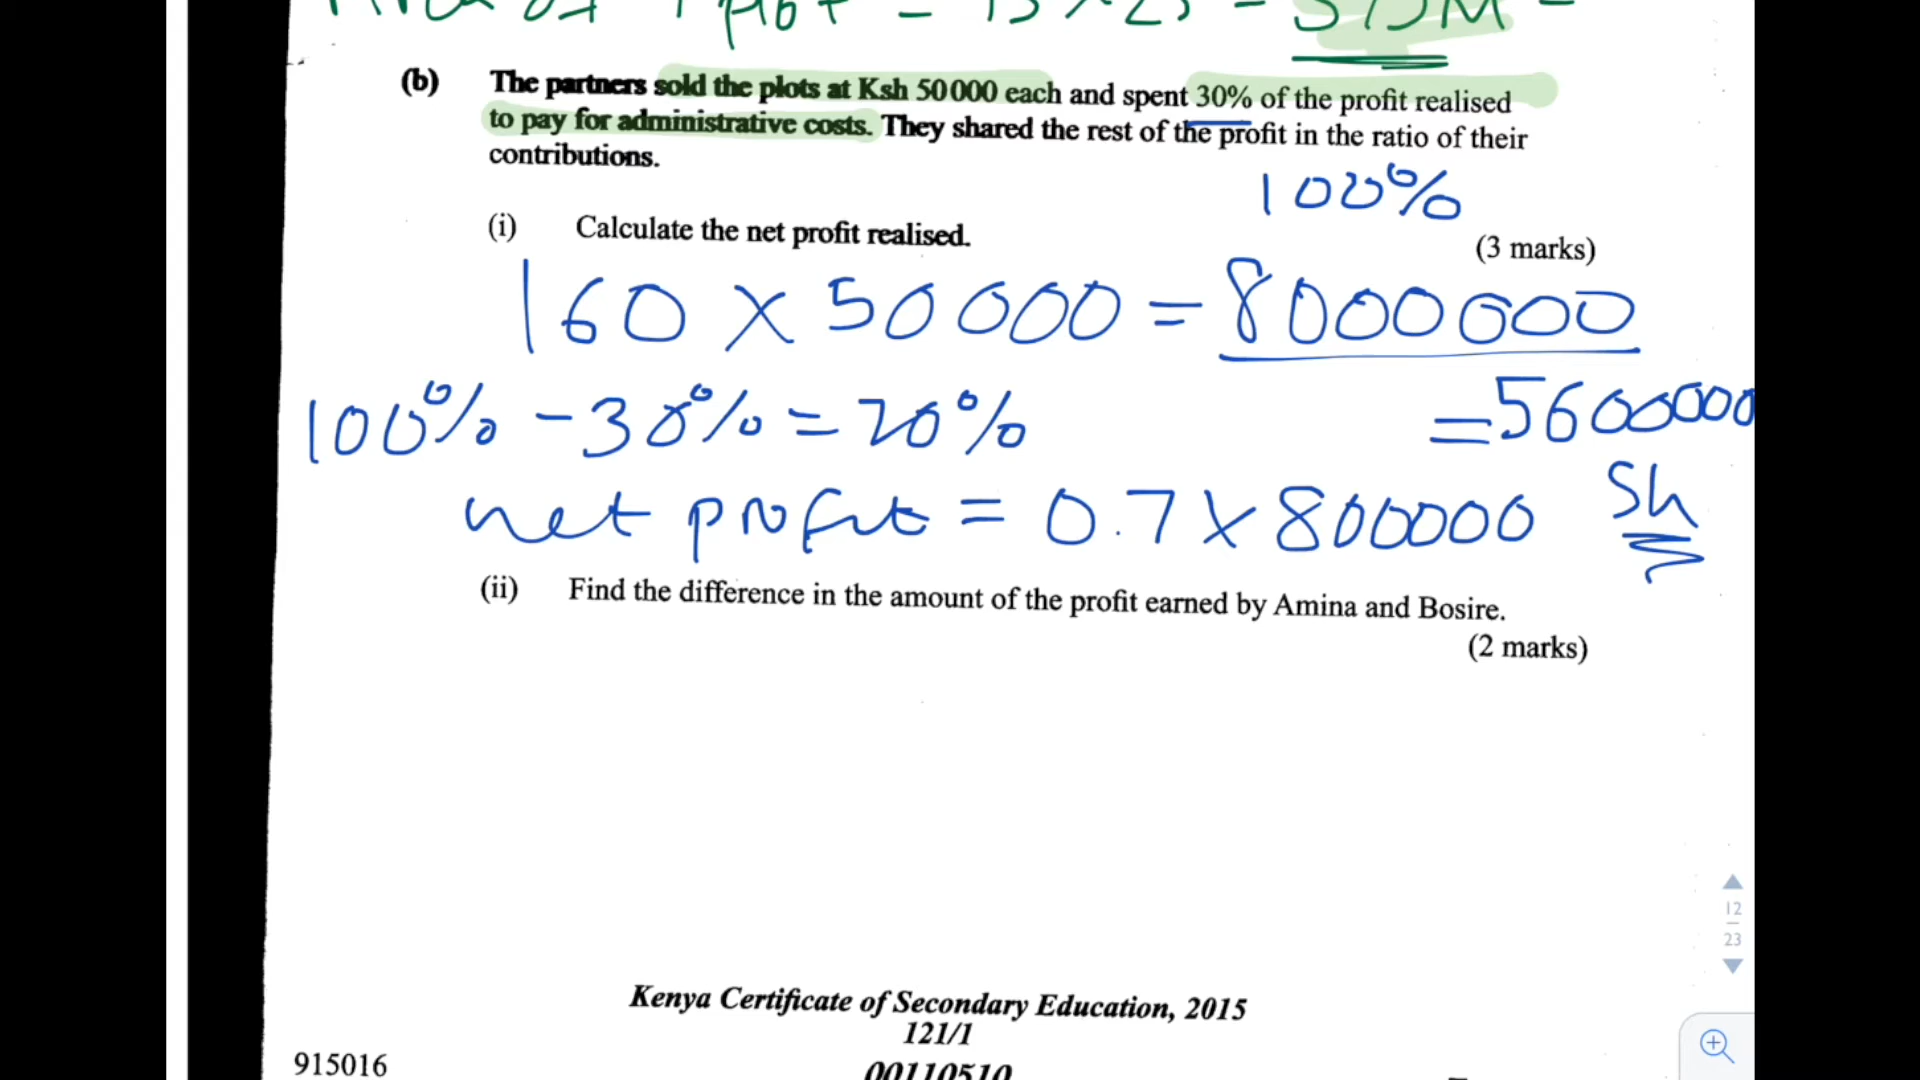 (b) The partners sold the plots at Ksh 50 000 each and spent 30% of the profit realised
to pay for administrative costs. They shared the rest of the profit in the ratio of their
contributions.
100%
(i) Calculate the net profit realised.
(3 marks)
160 × 50000 = 8000000
100% - 30% = 70%
= 5600000
net profit = 0.7 × 800000
Sh
(ii) Find the difference in the amount of the profit earned by Amina and Bosire.
(2 marks)
12
23
Kenya Certificate of Secondary Education, 2015
121/1
915016
00110510